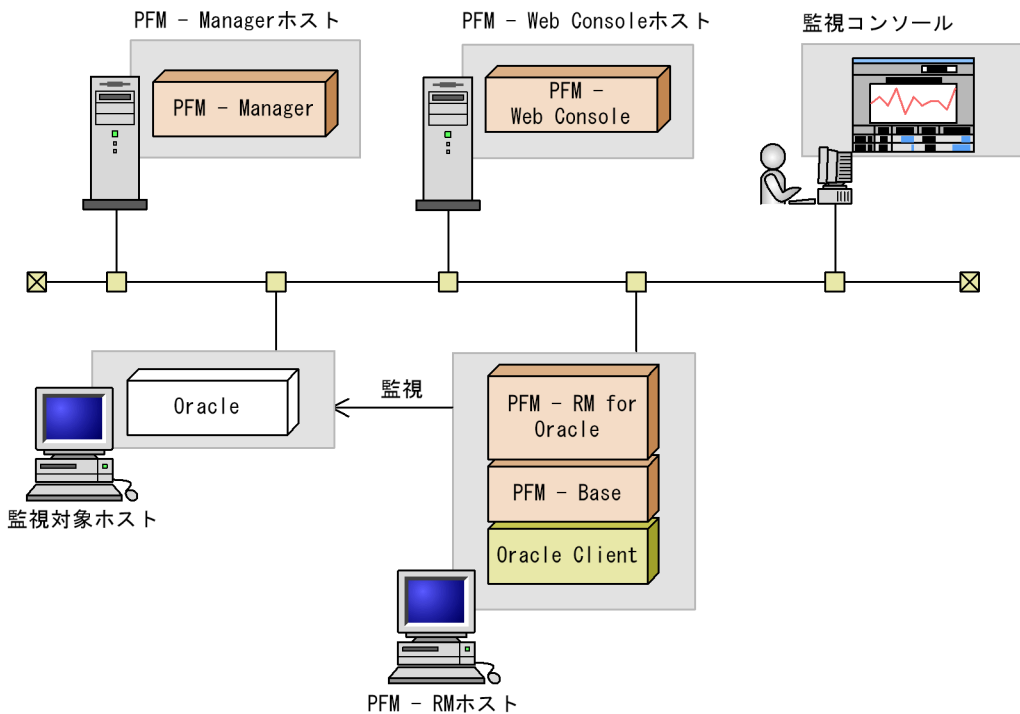 PFM - Managerホスト
PFM - Web Consoleホスト
監視コンソール
PFM - Manager
PFM -
Web Console
Oracle
監視
PFM - RM for
Oracle
PFM - Base
Oracle Client
監視対象ホスト
PFM - RMホスト